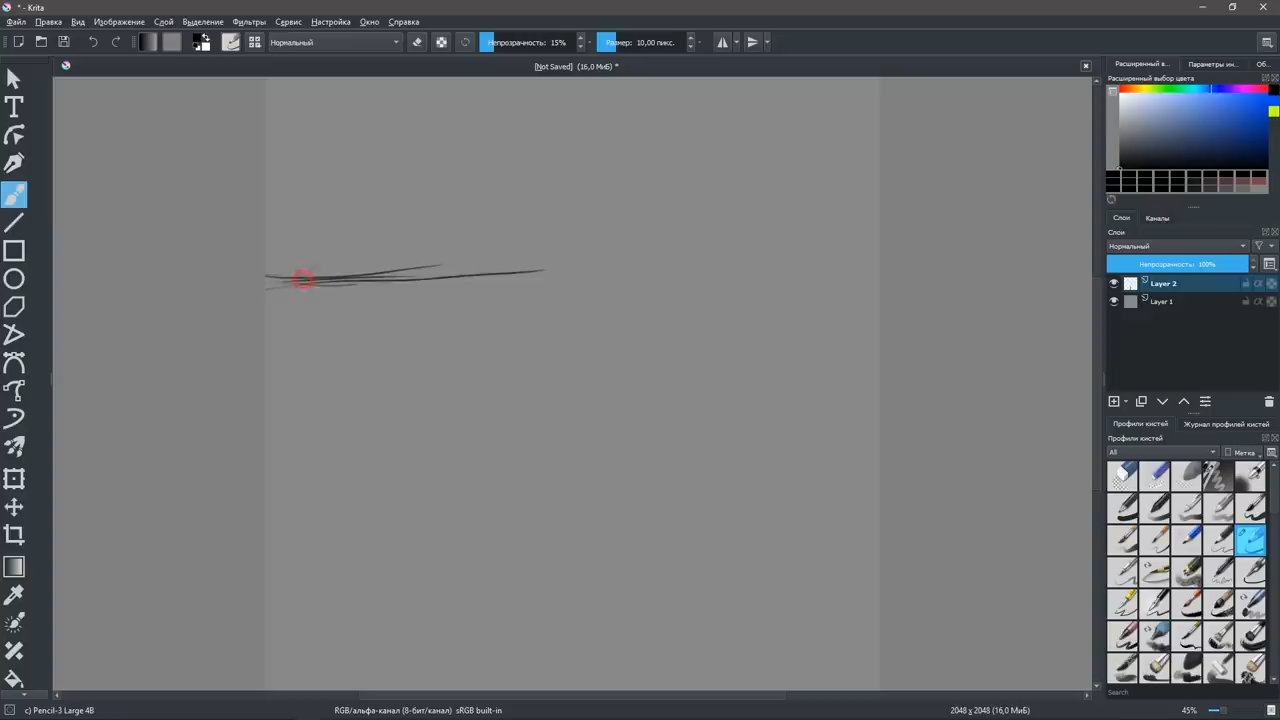 * - Krita
Файл Правка Вид Изображение Слой Выделение Фильтры Сервис Настройка Окно Справка
Нормальный Непрозрачность: 15% Размер: 10,00 пикс.
[Not Saved] (16,0 МиБ) *
Расширенный в... Параметры ин... Об...
Расширенный выбор цвета
Слои Каналы
Слои
Нормальный
Непрозрачность: 100%
Layer 2
Layer 1
Профили кистей Журнал профилей кистей
Профили кистей
All Метка
Search
c) Pencil-3 Large 4B RGB/альфа-канал (8-бит/канал) sRGB built-in 2048 x 2048 (16,0 МиБ) 45%